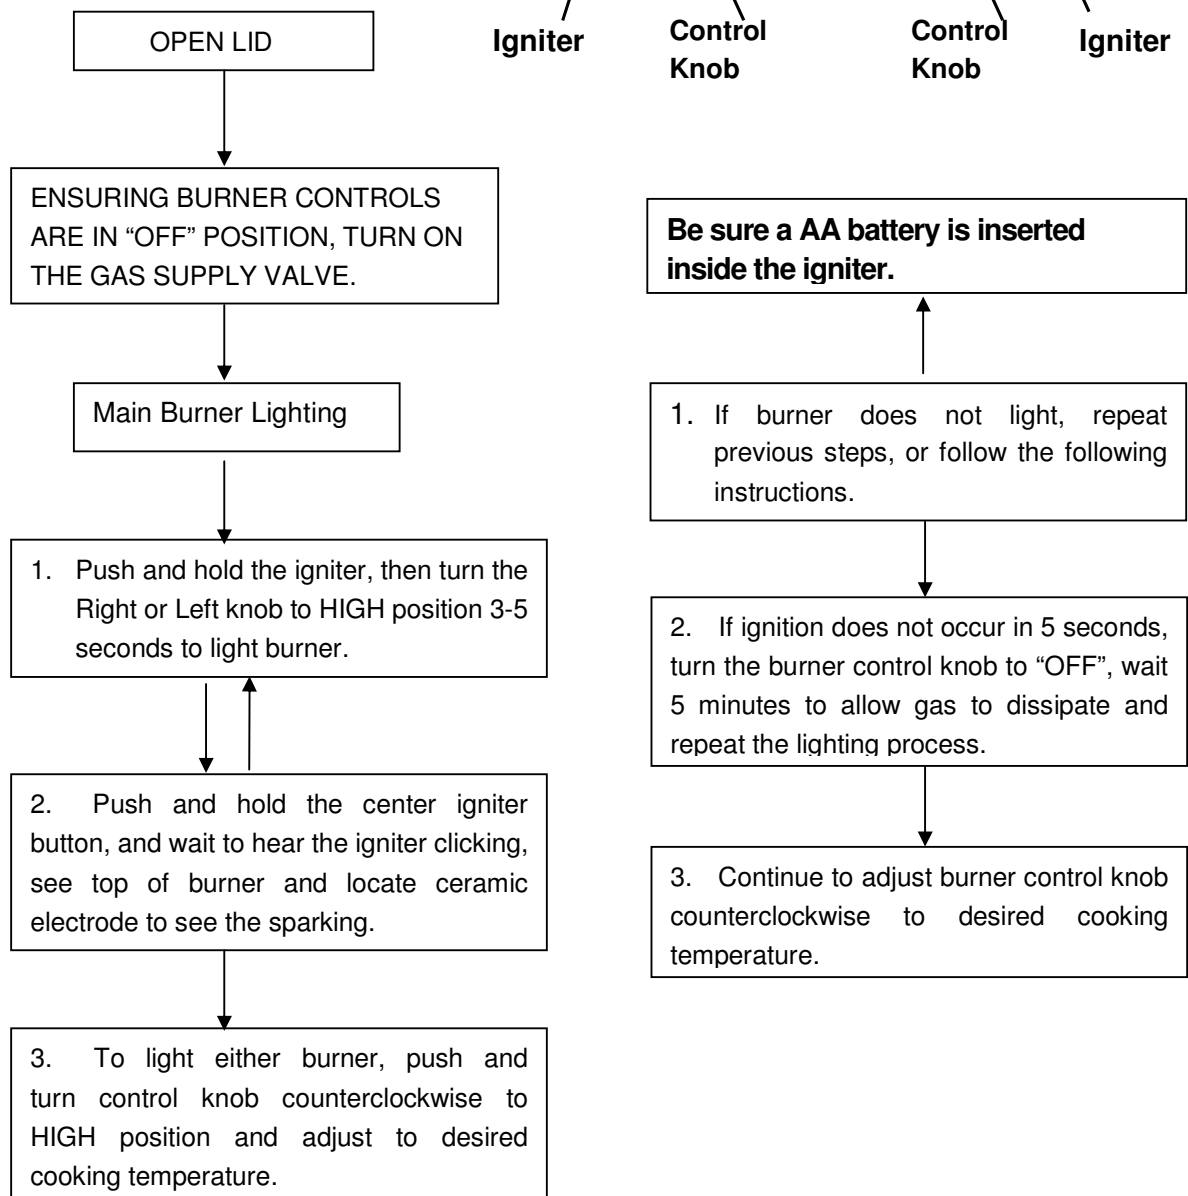 OPEN LID
Igniter
Control
Knob
Control
Knob
Igniter
ENSURING BURNER CONTROLS
ARE IN “OFF” POSITION, TURN ON
THE GAS SUPPLY VALVE.
Main Burner Lighting
1. Push and hold the igniter, then turn the
Right or Left knob to HIGH position 3-5
seconds to light burner.
2. Push and hold the center igniter
button, and wait to hear the igniter clicking,
see top of burner and locate ceramic
electrode to see the sparking.
3. To light either burner, push and
turn control knob counterclockwise to
HIGH position and adjust to desired
cooking temperature.
Be sure a AA battery is inserted
inside the igniter.
1. If burner does not light, repeat
previous steps, or follow the following
instructions.
2. If ignition does not occur in 5 seconds,
turn the burner control knob to “OFF”, wait
5 minutes to allow gas to dissipate and
repeat the lighting process.
3. Continue to adjust burner control knob
counterclockwise to desired cooking
temperature.